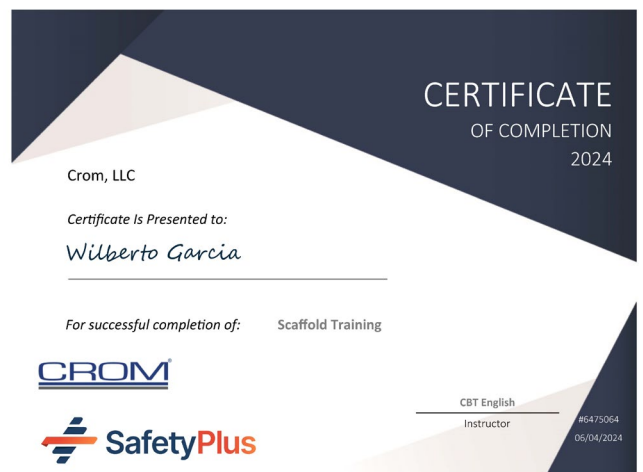 CERTIFICATE
OF COMPLETION
2024
Crom, LLC
Certificate Is Presented to:
Wilberto Garcia
For successful completion of: Scaffold Training
CROM®
SafetyPlus
CBT English
Instructor
#6475064
06/04/2024